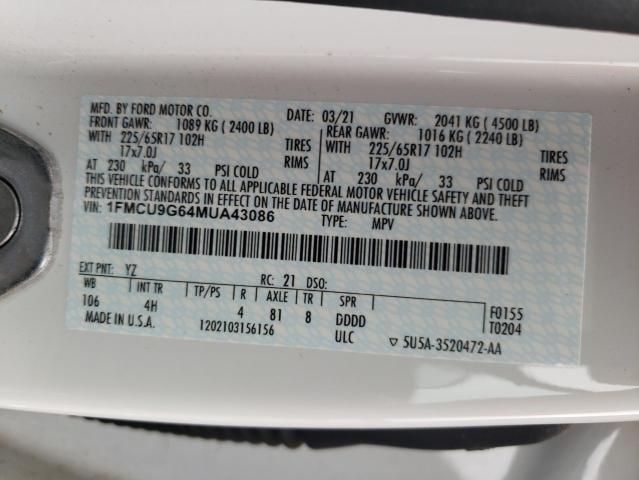 MFD. BY FORD MOTOR CO.
DATE: 03/21 GVWR: 2041 KG ( 4500 LB)
FRONT GAWR: 1089 KG ( 2400 LB)
WITH 225/65R17 102H TIRES
17x7.0J RIMS
AT 230 kPa/ 33 PSI COLD
REAR GAWR: 1016 KG ( 2240 LB)
WITH 225/65R17 102H TIRES
17x7.0J RIMS
AT 230 kPa/ 33 PSI COLD
THIS VEHICLE CONFORMS TO ALL APPLICABLE FEDERAL MOTOR VEHICLE SAFETY AND THEFT
PREVENTION STANDARDS IN EFFECT ON THE DATE OF MANUFACTURE SHOWN ABOVE.
VIN: 1FMCU9G64MUA43086
TYPE: MPV
EXT PNT: YZ RC: 21 DSO:
WB INT TR TP/PS R AXLE TR SPR
106 4H 4 81 8 DDDD
MADE IN U.S.A. 1202103156156 ULC
F0155
T0204
▽ 5U5A-3520472-AA